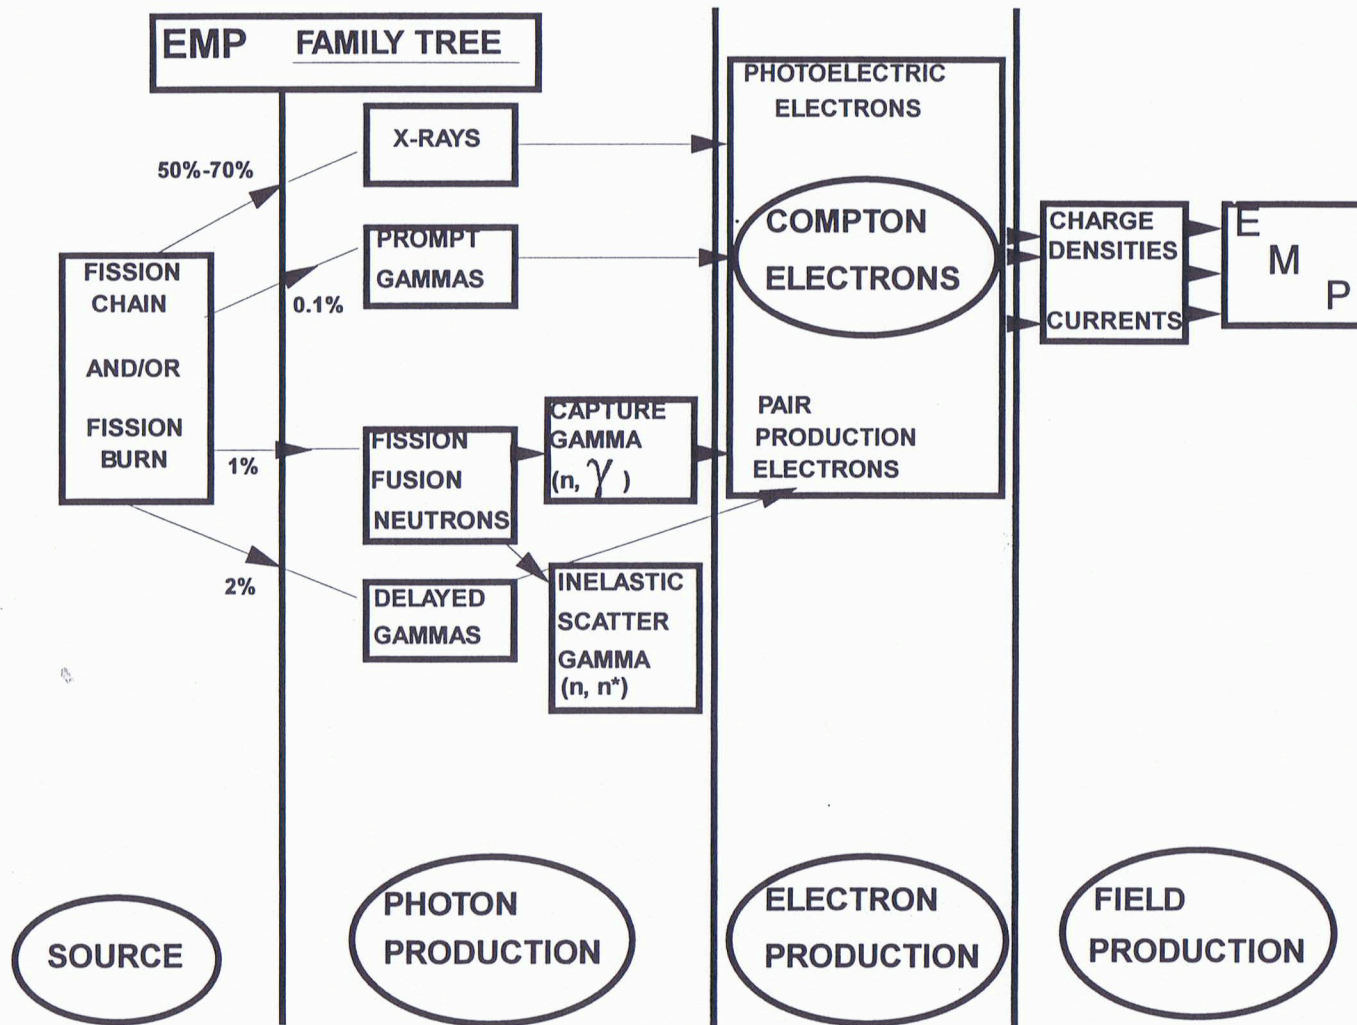 EMP FAMILY TREE
50%-70%
0.1%
1%
2%
FISSION
CHAIN
AND/OR
FISSION
BURN
X-RAYS
PROMPT
GAMMAS
FISSION
FUSION
NEUTRONS
DELAYED
GAMMAS
CAPTURE
GAMMA
(n, γ )
INELASTIC
SCATTER
GAMMA
(n, n*)
PHOTOELECTRIC
ELECTRONS
COMPTON
ELECTRONS
PAIR
PRODUCTION
ELECTRONS
CHARGE
DENSITIES
CURRENTS
E
M
P
SOURCE
PHOTON
PRODUCTION
ELECTRON
PRODUCTION
FIELD
PRODUCTION